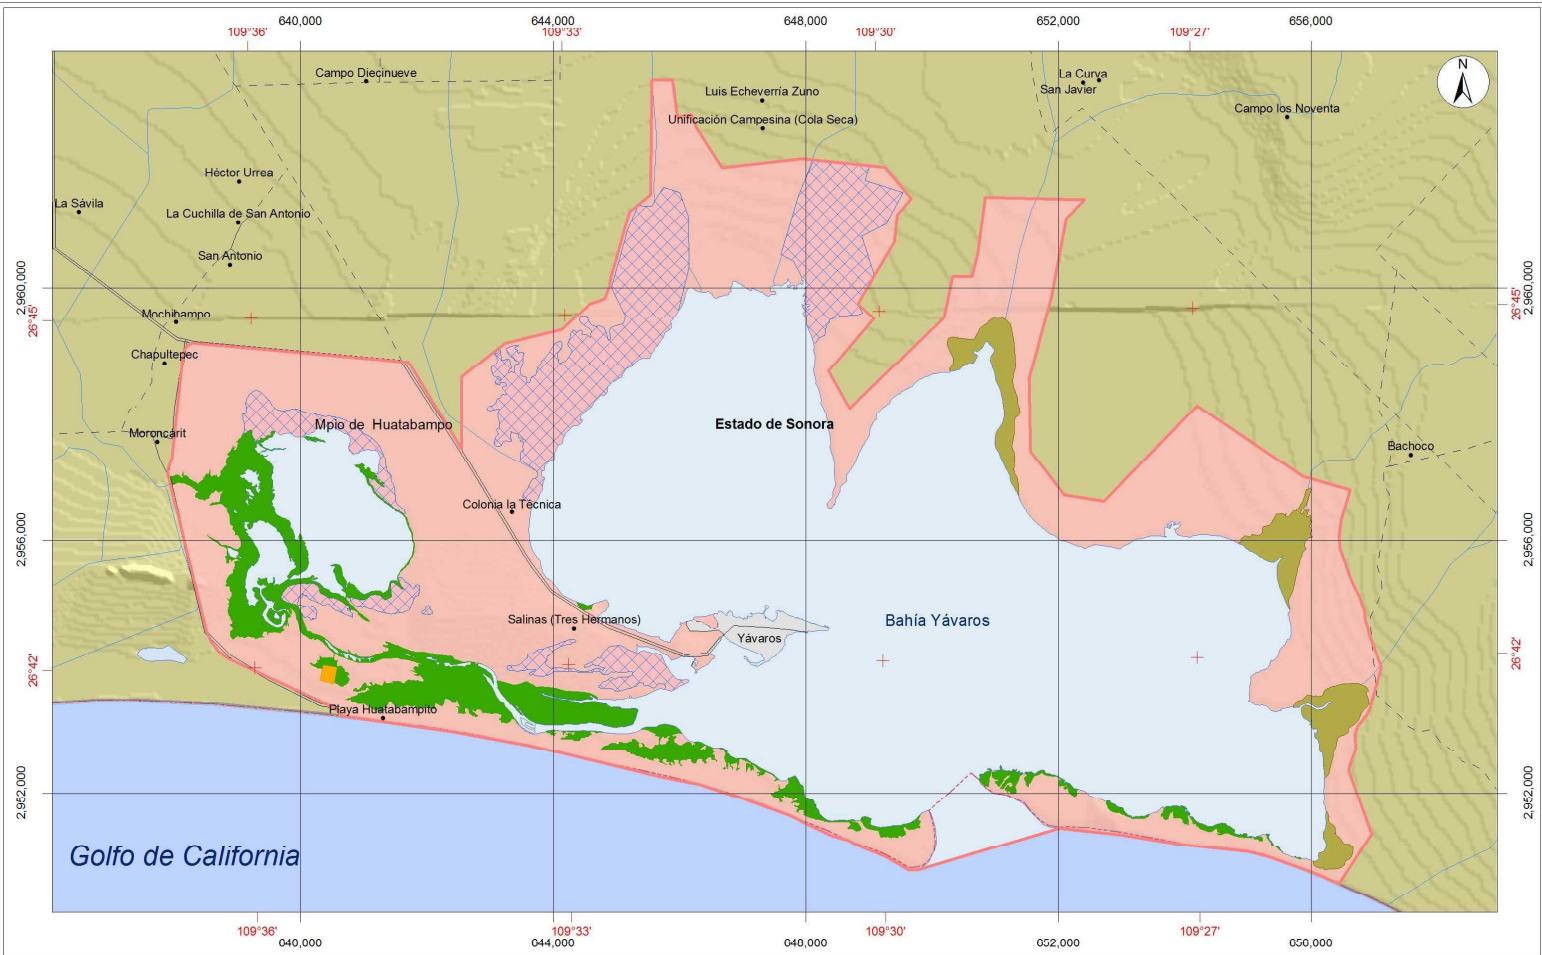 640,000
644,000
648,000
652,000
656,000
109°36'
109°33'
109°30'
109°27'
N
Campo Diecinueve
Luis Echeverría Zuno
Unificación Campesina (Cola Seca)
La Curva
San Javier
Campo los Noventa
Héctor Urrea
La Sávila
La Cuchilla de San Antonio
San Antonio
2,960,000
26°45'
2,960,000
26°45'
Mochibampo
Chapultepec
Mpio de Huatabampo
Estado de Sonora
Moroncárit
Bachoco
Colonia la Técnica
2,956,000
2,956,000
Salinas (Tres Hermanos)
Yávaros
Bahía Yávaros
26°42'
26°42'
Playa Huatabampito
2,952,000
2,952,000
Golfo de California
109°36'
109°33'
109°30'
109°27'
640,000
644,000
648,000
652,000
656,000